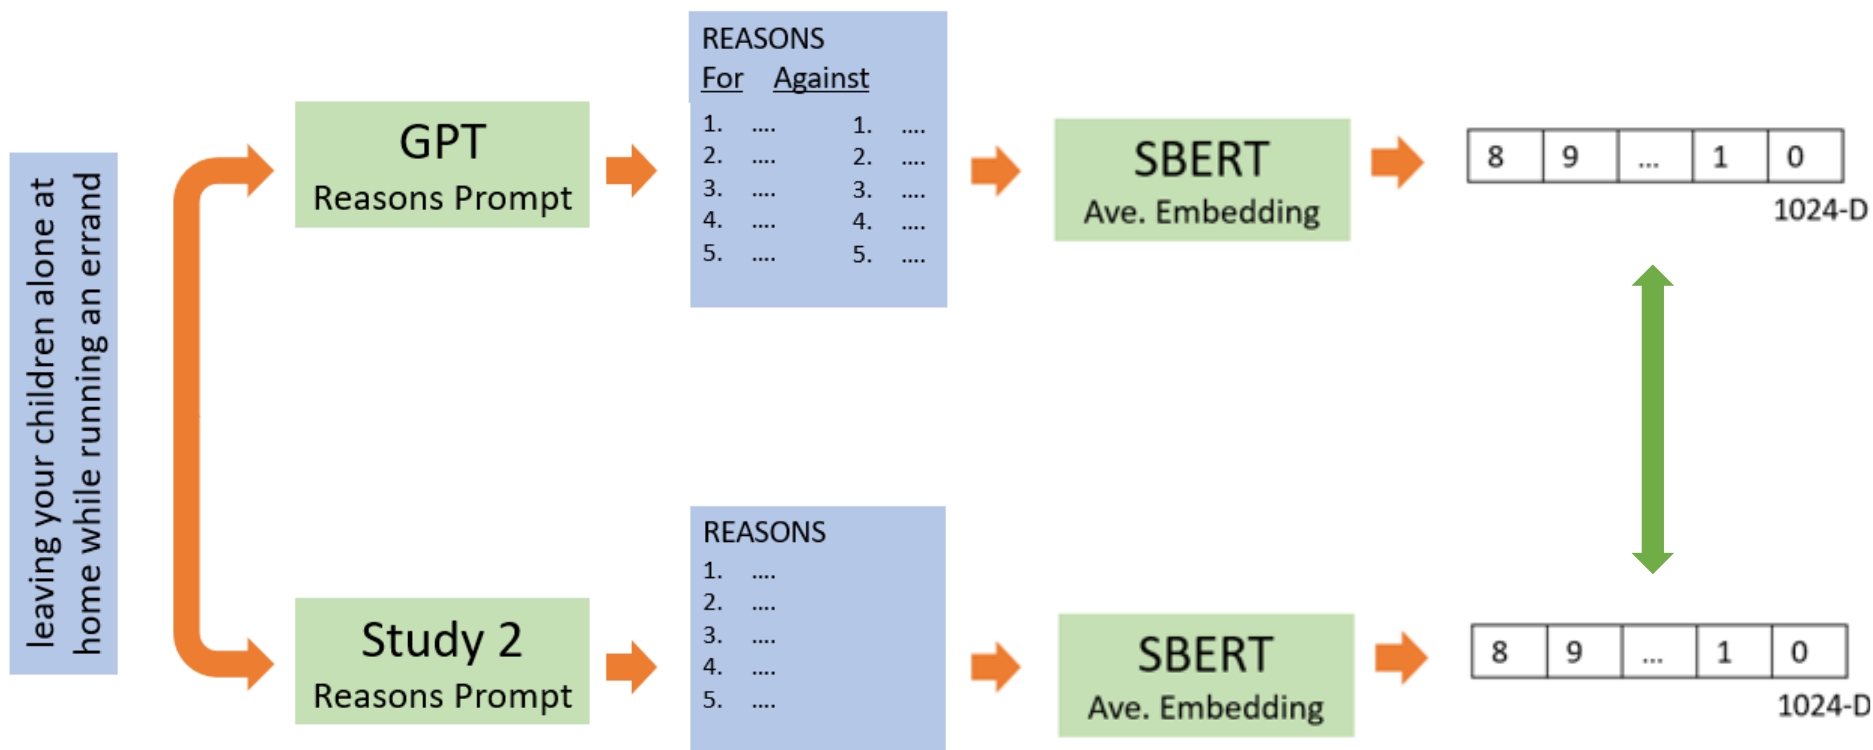 leaving your children alone at
home while running an errand
GPT
Reasons Prompt
REASONS
For Against
1. .... 1. ....
2. .... 2. ....
3. .... 3. ....
4. .... 4. ....
5. .... 5. ....
SBERT
Ave. Embedding
8 9 ... 1 0
1024-D
Study 2
Reasons Prompt
REASONS
1. ....
2. ....
3. ....
4. ....
5. ....
SBERT
Ave. Embedding
8 9 ... 1 0
1024-D